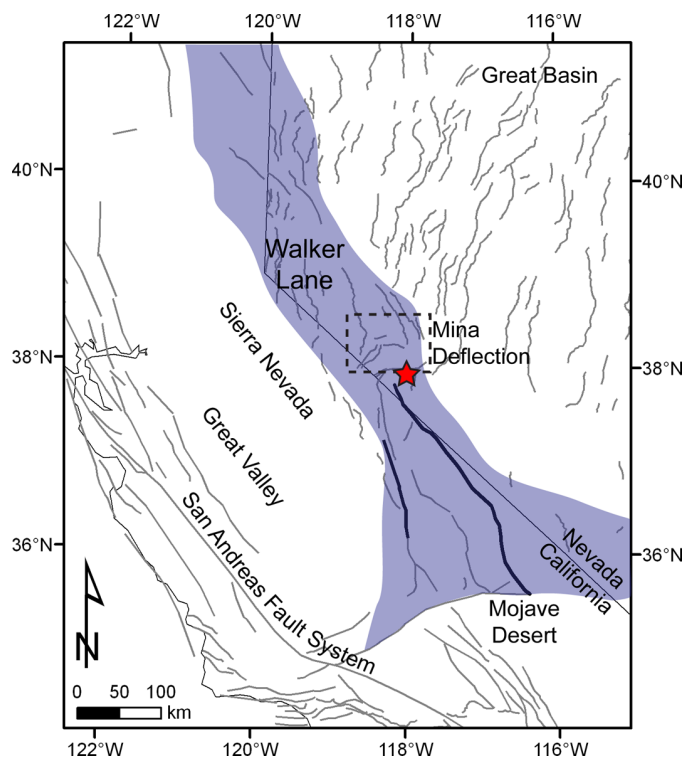 122°W 120°W 118°W 116°W
Great Basin
40°N
40°N
Walker
Lane
Mina
Deflection
38°N
38°N
Sierra Nevada
Great Valley
San Andreas Fault System
36°N
36°N
Nevada
California
Mojave
Desert
N
0 50 100
km
122°W 120°W 118°W 116°W